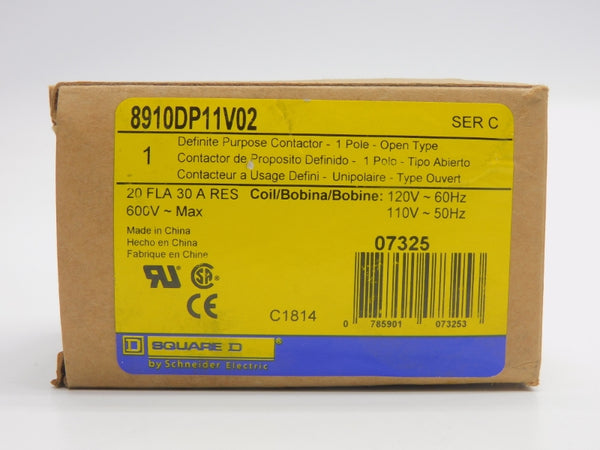 8910DP11V02
SER C
1
Definite Purpose Contactor - 1 Pole - Open Type
Contactor de Proposito Definido - 1 Polo - Tipo Abierto
Contacteur a Usage Defini - Unipolaire - Type Ouvert
20 FLA 30 A RES Coil/Bobina/Bobine: 120V ~ 60Hz
600V ~ Max 110V ~ 50Hz
Made in China
Hecho en China
Fabrique en Chine
07325
C1814
0 785901 073253
SQUARE D
by Schneider Electric